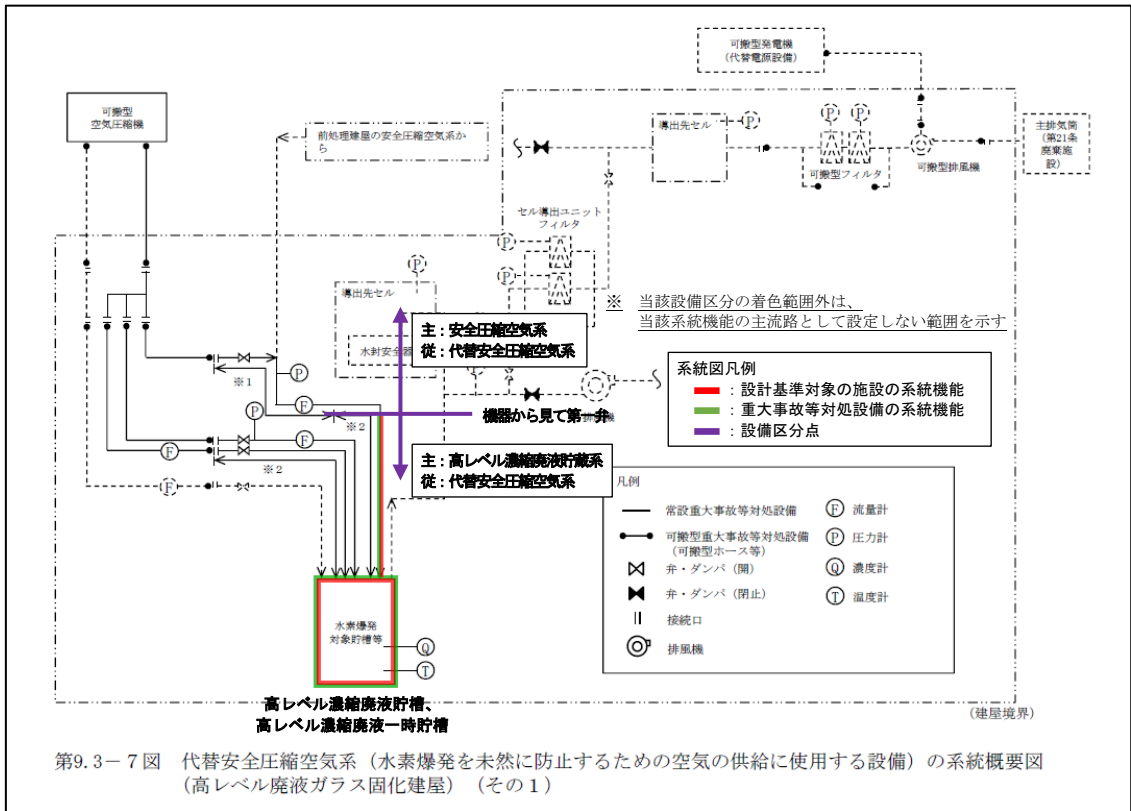 可搬型発電機
(代替電源設備)
可搬型
空気圧縮機
前処理建屋の安全圧縮空気系か
ら
導出先セル
P
P
P
主排気筒
(第21条
廃棄施
設)
可搬型フィルタ
可搬型排風機
セル導出ユニット
フィルタ
P
P
P
導出先セル
※ 当該設備区分の着色範囲外は、
当該系統機能の主流路として設定しない範囲を示す
主：安全圧縮空気系
従：代替安全圧縮空気系
水封安全器
系統図凡例
：設計基準対象の施設の系統機能
：重大事故等対処設備の系統機能
：設備区分点
※1
P
F
機器から見て第一弁
排風機
P
※2
F
F
※2
主：高レベル濃縮廃液貯蔵系
従：代替安全圧縮空気系
F
凡例
常設重大事故等対処設備
F 流量計
可搬型重大事故等対処設備
(可搬型ホース等)
P 圧力計
弁・ダンパ（開）
Q 濃度計
弁・ダンパ（閉止）
T 温度計
接続口
排風機
水素爆発
対象貯槽等
Q
T
高レベル濃縮廃液貯槽、
高レベル濃縮廃液一時貯槽
(建屋境界)
第9.3－7図 代替安全圧縮空気系（水素爆発を未然に防止するための空気の供給に使用する設備）の系統概要図
(高レベル廃液ガラス固化建屋)（その１）